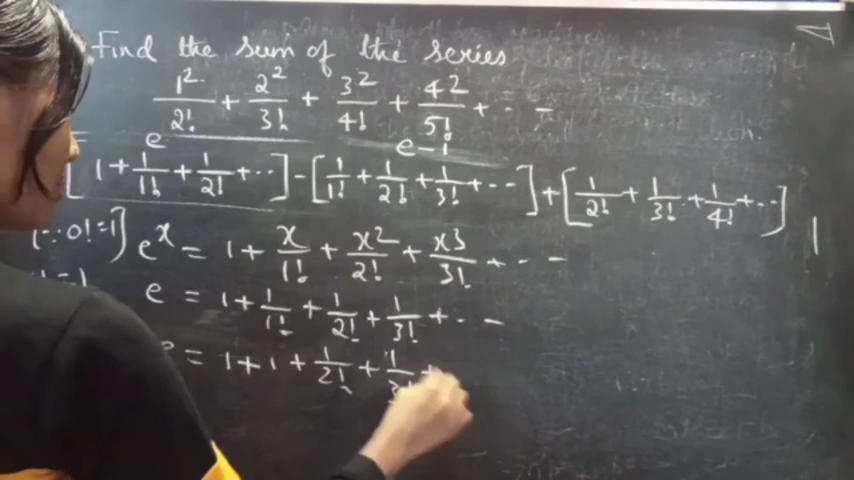 Find the sum of the series
1²/2! + 2²/3! + 3²/4! + 4²/5! + ...
e e-1
= [1 + 1/1! + 1/2! + ...] - [1/1! + 1/2! + 1/3! + ...] + [1/2! + 1/3! + 1/4! + ...]
[∵ 0! = 1] e^x = 1 + x/1! + x²/2! + x3/3! + ...
e = 1 + 1/1! + 1/2! + 1/3! + ...
e = 1 + 1 + 1/2! + 1/3! +